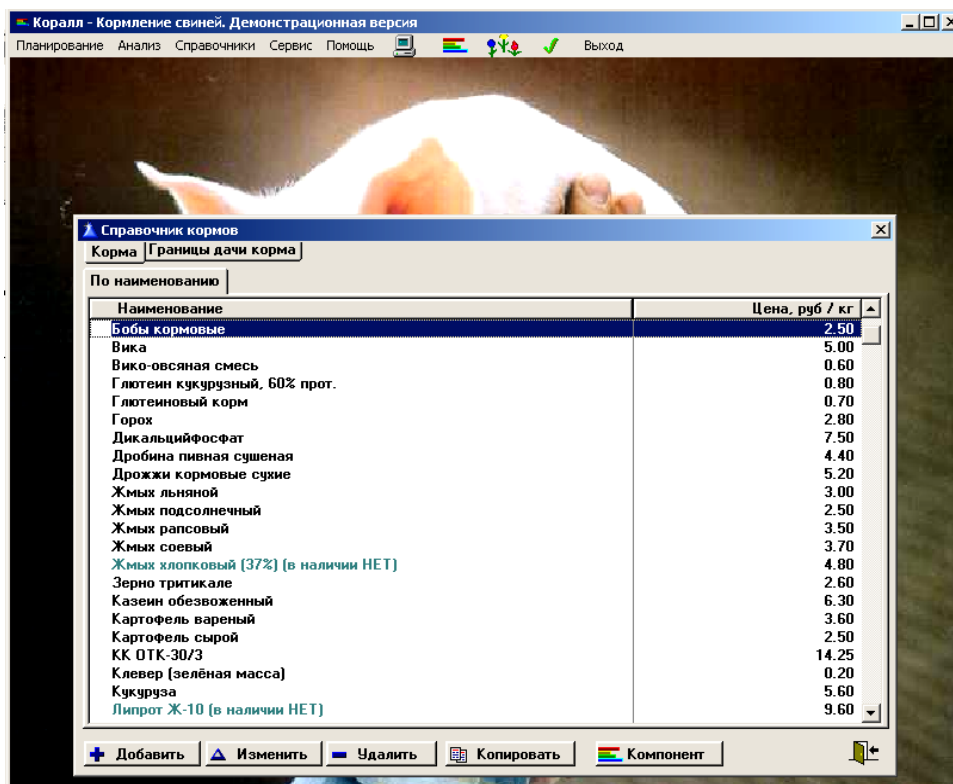 Коралл - Кормление свиней. Демонстрационная версия
Планирование Анализ Справочники Сервис Помощь Выход
Справочник кормов
Корма Границы дачи корма
По наименованию
Наименование Цена, руб / кг
Бобы кормовые 2.50
Вика 5.00
Вико-овсяная смесь 0.60
Глютеин кукурузный, 60% прот. 0.80
Глютеиновый корм 0.70
Горох 2.80
Дикальцийфосфат 7.50
Дробина пивная сушеная 4.40
Дрожжи кормовые сухие 5.20
Жмых льняной 3.00
Жмых подсолнечный 2.50
Жмых рапсовый 3.50
Жмых соевый 3.70
Жмых хлопковый (37%) (в наличии НЕТ) 4.80
Зерно тритикале 2.60
Казеин обезвоженный 6.30
Картофель вареный 3.60
Картофель сырой 2.50
КК ОТК-30/3 14.25
Клевер (зелёная масса) 0.20
Кукуруза 5.60
Липрот Ж-10 (в наличии НЕТ) 9.60
Добавить Изменить Удалить Копировать Компонент